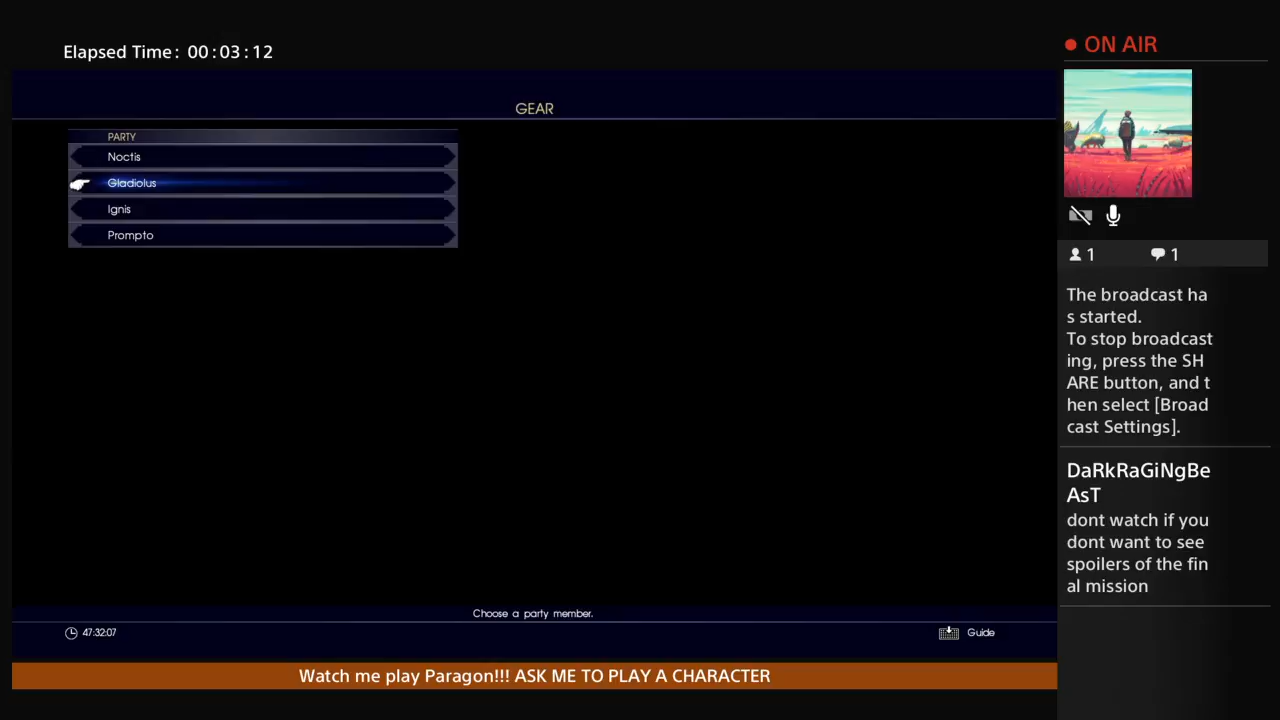 Elapsed Time: 00:03:12
ON AIR
GEAR
PARTY
Noctis
Gladiolus
Ignis
Prompto
1
1
The broadcast ha
s started.
To stop broadcast
ing, press the SH
ARE button, and t
hen select [Broad
cast Settings].
DaRkRaGiNgBe
AsT
dont watch if you
dont want to see
spoilers of the fin
al mission
Choose a party member.
47:32:07
Guide
Watch me play Paragon!!! ASK ME TO PLAY A CHARACTER